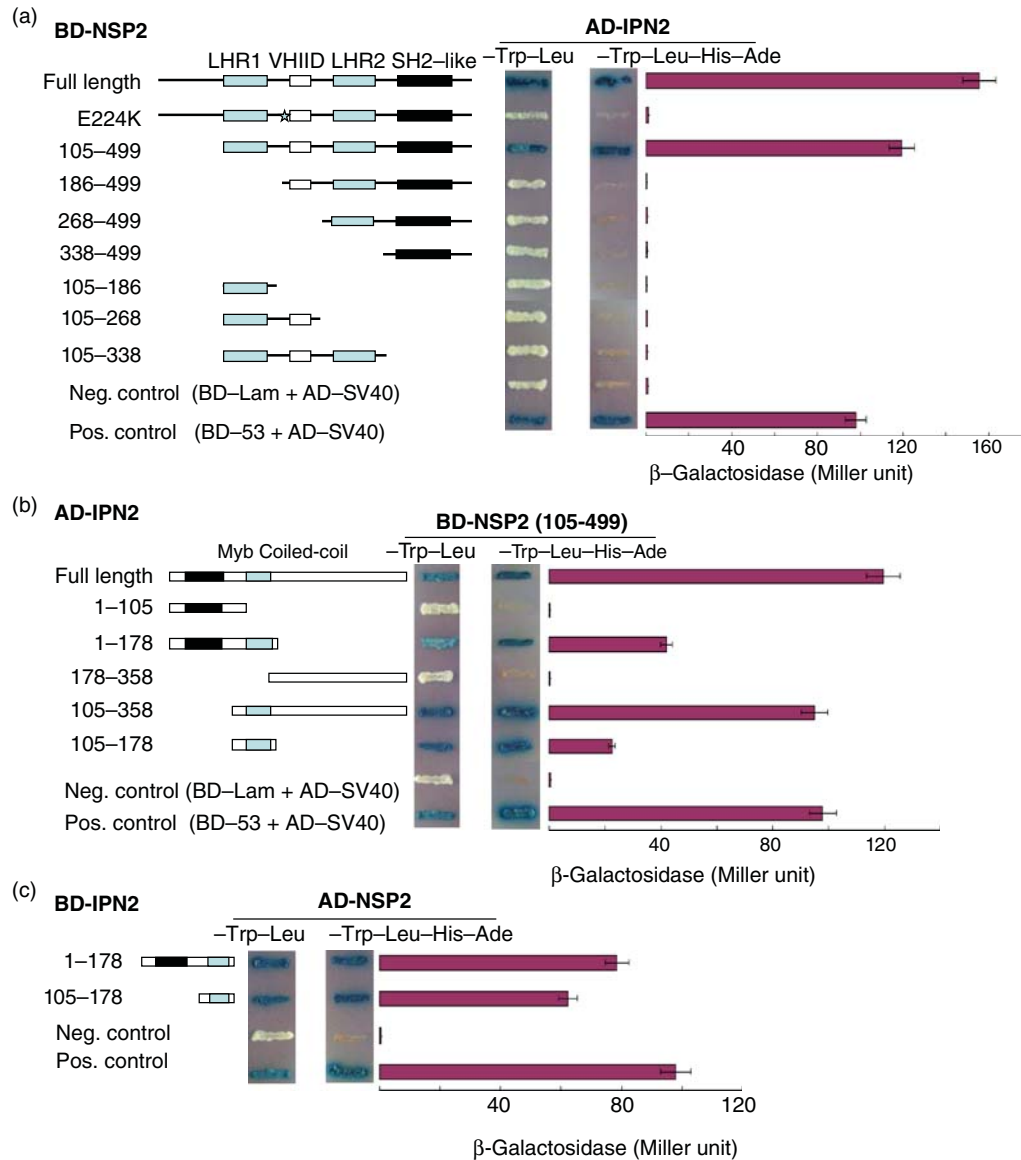 (a)
BD-NSP2
AD-IPN2
LHR1 VHIID LHR2 SH2–like
–Trp–Leu –Trp–Leu–His–Ade
Full length
E224K
105–499
186–499
268–499
338–499
105–186
105–268
105–338
Neg. control (BD–Lam + AD–SV40)
Pos. control (BD–53 + AD–SV40)
40 80 120 160
β–Galactosidase (Miller unit)
(b)
AD-IPN2
BD-NSP2 (105-499)
Myb Coiled-coil
–Trp–Leu –Trp–Leu–His–Ade
Full length
1–105
1–178
178–358
105–358
105–178
Neg. control (BD–Lam + AD–SV40)
Pos. control (BD–53 + AD–SV40)
40 80 120
β-Galactosidase (Miller unit)
(c)
BD-IPN2
AD-NSP2
–Trp–Leu –Trp–Leu–His–Ade
1–178
105–178
Neg. control
Pos. control
40 80 120
β-Galactosidase (Miller unit)